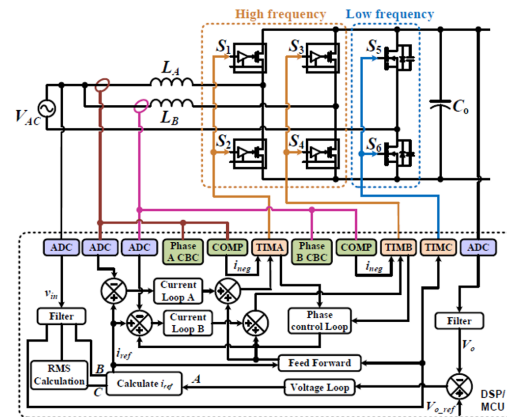 High frequency Low frequency
S1 S3 S5
LA
VAC
LB
Co
S2 S4 S6
ADC ADC ADC Phase A CBC COMP TIMA Phase B CBC COMP TIMB TIMC ADC
ineg ineg
vin
Current Loop A
Filter
Current Loop B
Phase control Loop
Filter
iref
Vo
RMS Calculation
B
Feed Forward
C
Calculate iref
A
Voltage Loop
DSP/
MCU
Vo_ref